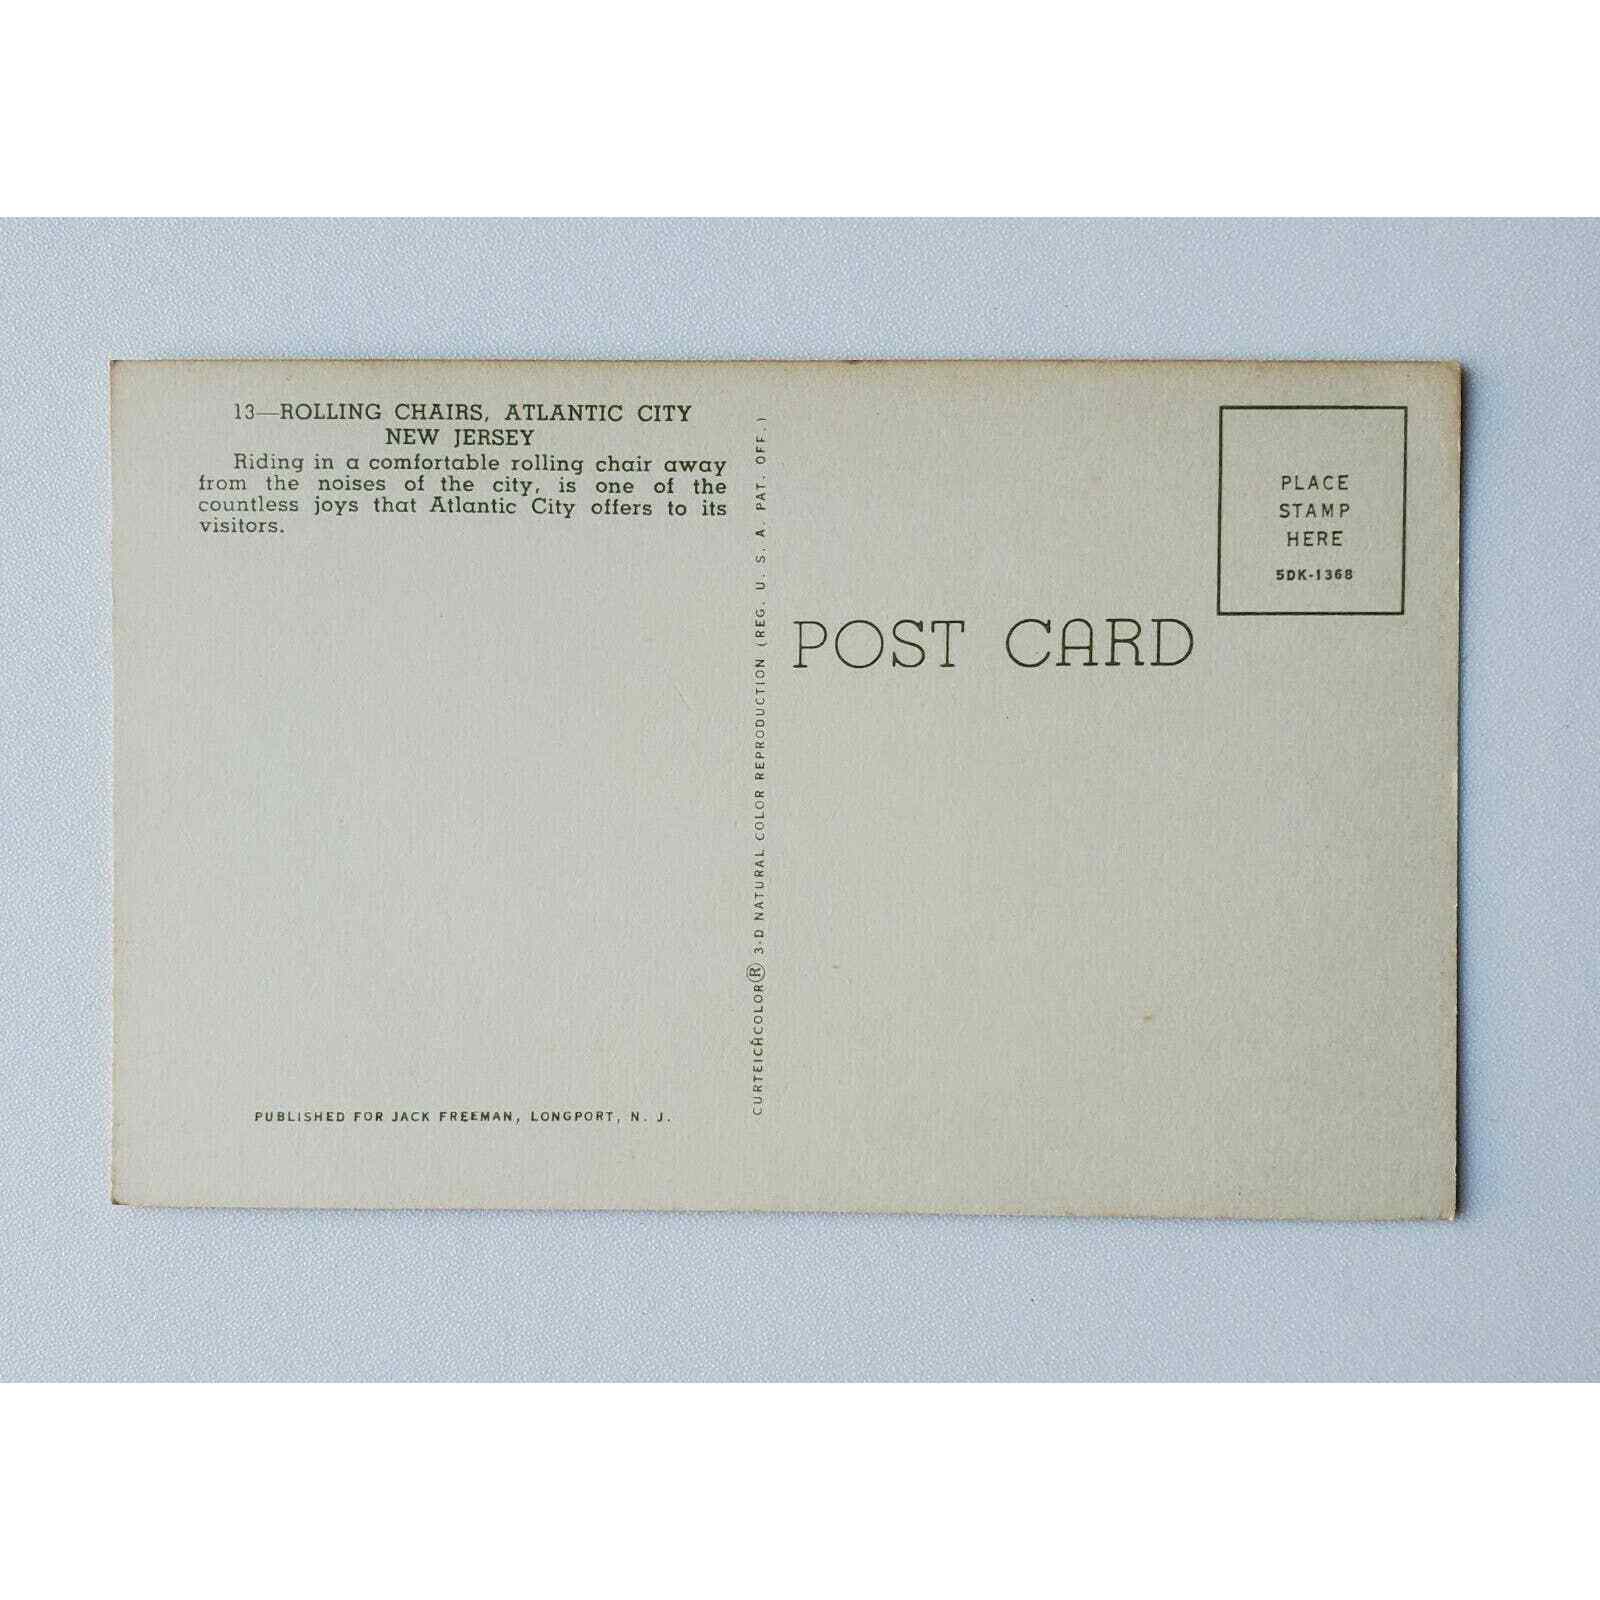 13—ROLLING CHAIRS, ATLANTIC CITY
NEW JERSEY
Riding in a comfortable rolling chair away
from the noises of the city, is one of the
countless joys that Atlantic City offers to its
visitors.
PUBLISHED FOR JACK FREEMAN, LONGPORT, N. J.
CURTEICHCOLOR® 3-D NATURAL COLOR REPRODUCTION (REG. U. S. A. PAT. OFF.)
POST CARD
PLACE
STAMP
HERE
5DK-1368